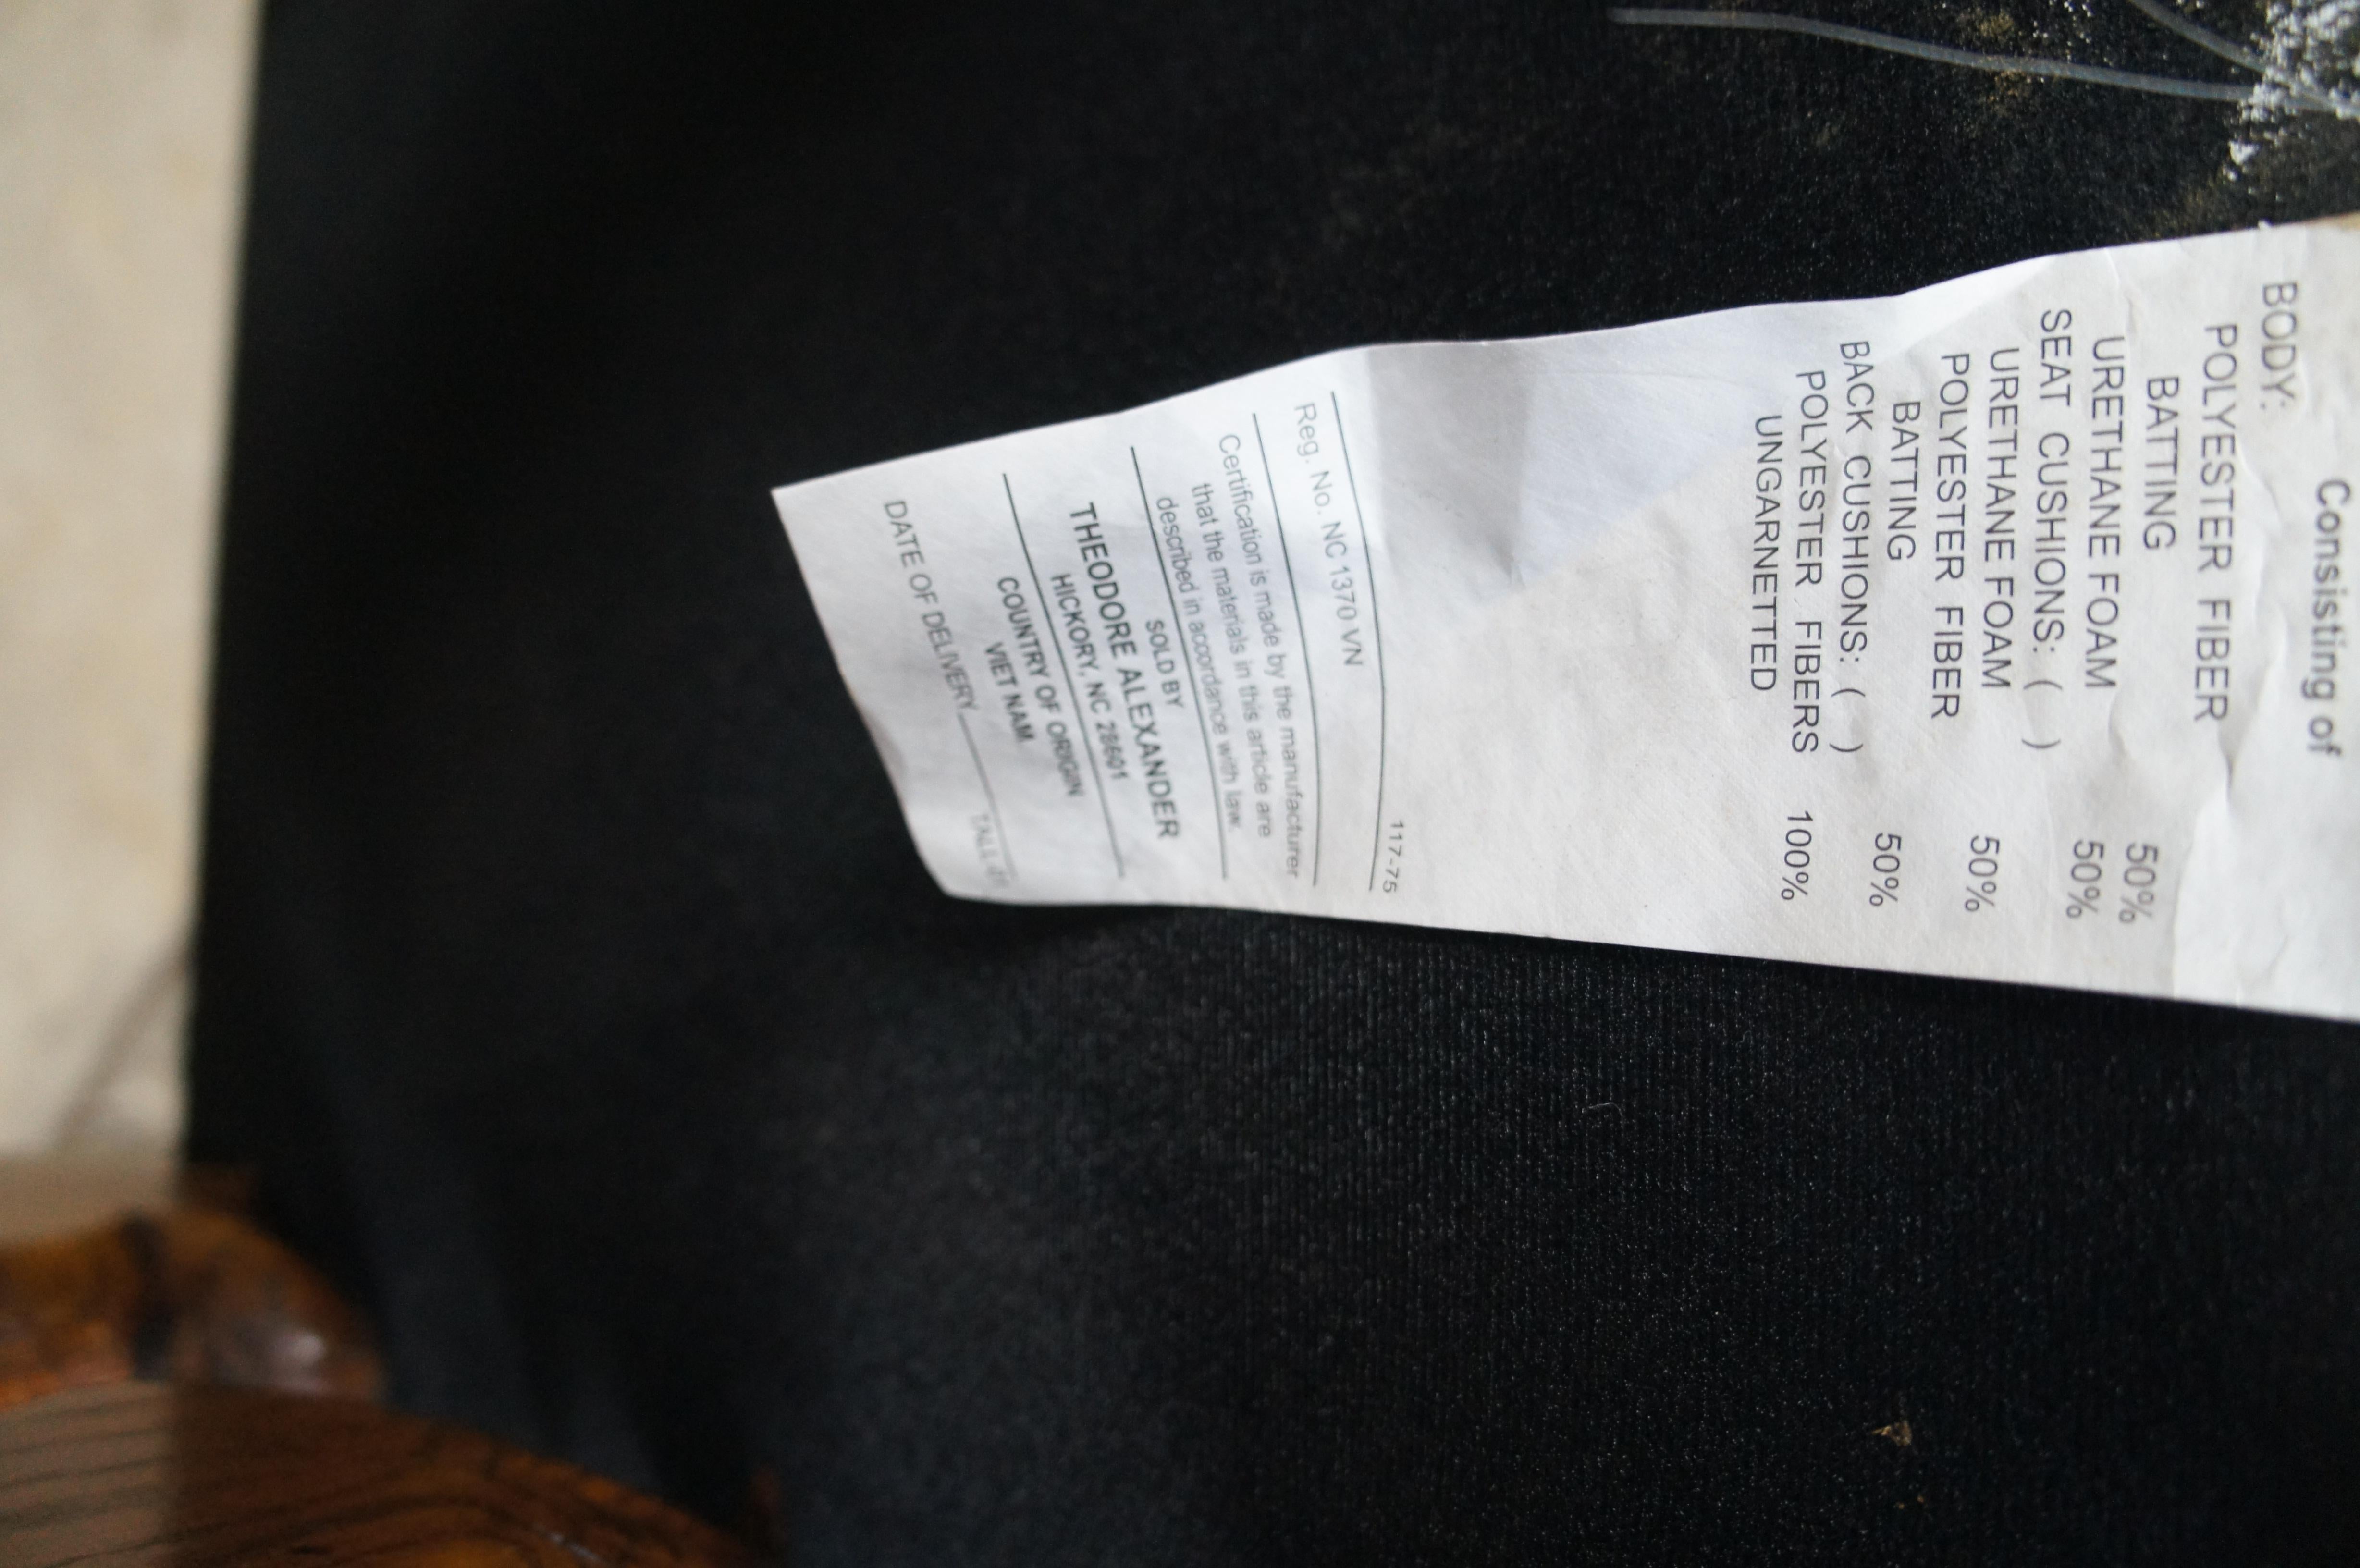 Consisting of
BODY:
POLYESTER FIBER
BATTING 50%
URETHANE FOAM 50%
SEAT CUSHIONS: ( )
URETHANE FOAM 50%
POLYESTER FIBER
BATTING 50%
BACK CUSHIONS: ( )
POLYESTER FIBERS 100%
UNGARNETTED
117-75
Reg. No. NC 1370 VN
Certification is made by the manufacturer
that the materials in this article are
described in accordance with law.
SOLD BY
THEODORE ALEXANDER
HICKORY, NC 28601
COUNTRY OF ORIGIN
VIET NAM
DATE OF DELIVERY